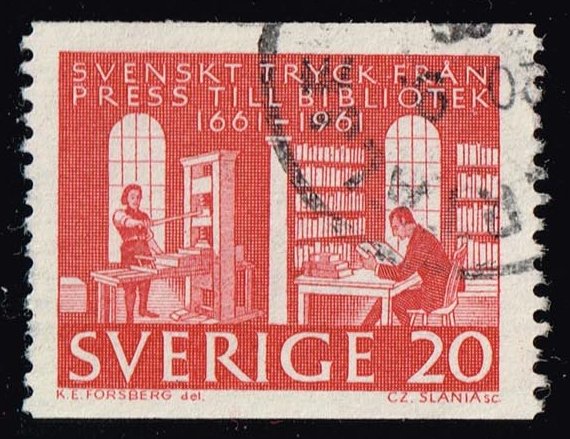 SVENSKT TRYCK FRÅN
PRESS TILL BIBLIOTEK
1661-1961
SVERIGE 20
K.E. FORSBERG del. CZ. SLANIA sc.